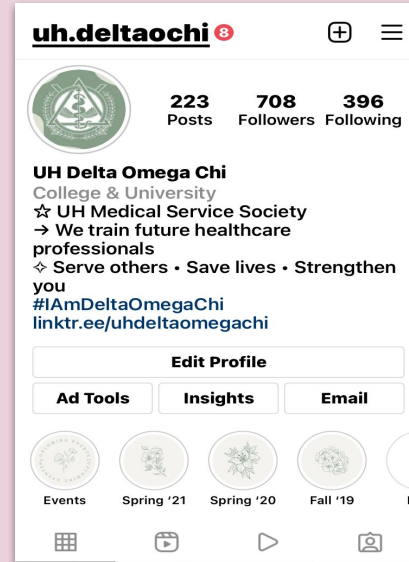 uh.deltaochi 8
223 708 396
Posts Followers Following
UH Delta Omega Chi
College & University
☆ UH Medical Service Society
→ We train future healthcare
professionals
✧ Serve others • Save lives • Strengthen
you
#IAmDeltaOmegaChi
linktr.ee/uhdeltaomegachi
Edit Profile
Ad Tools Insights Email
Events Spring ‘21 Spring ‘20 Fall ‘19